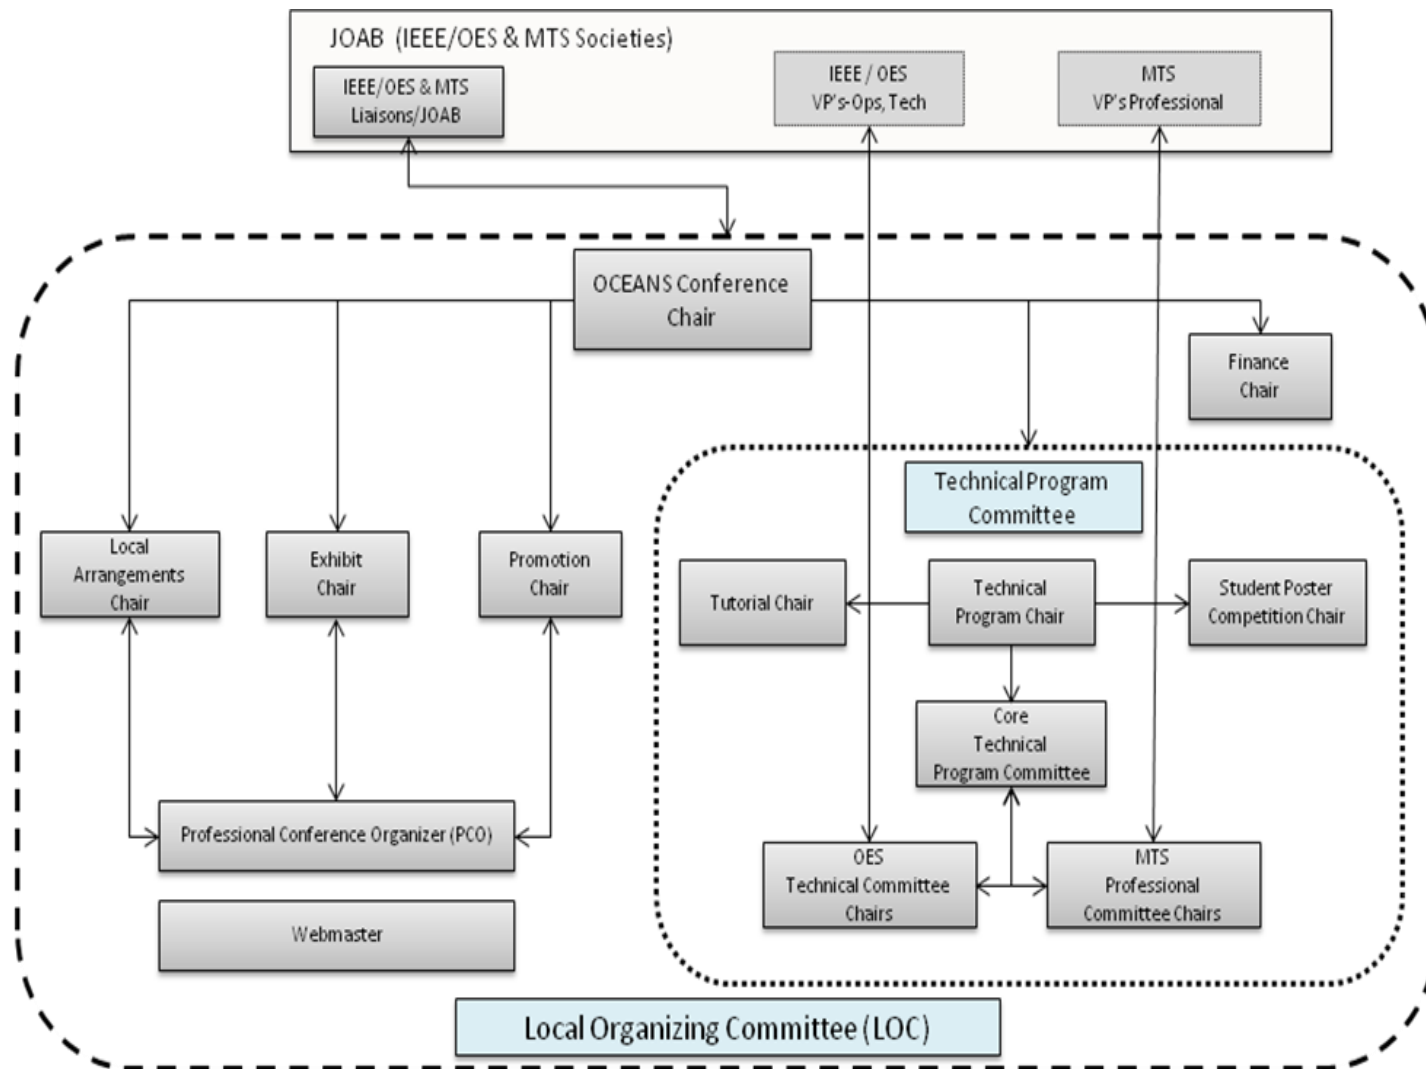 JOAB (IEEE/OES & MTS Societies)
IEEE/OES & MTS
Liaisons/JOAB
IEEE / OES
VP's-Ops, Tech
MTS
VP's Professional
OCEANS Conference
Chair
Finance
Chair
Technical Program
Committee
Local
Arrangements
Chair
Exhibit
Chair
Promotion
Chair
Tutorial Chair
Technical
Program Chair
Student Poster
Competition Chair
Core
Technical
Program Committee
Professional Conference Organizer (PCO)
OES
Technical Committee
Chairs
MTS
Professional
Committee Chairs
Webmaster
Local Organizing Committee (LOC)